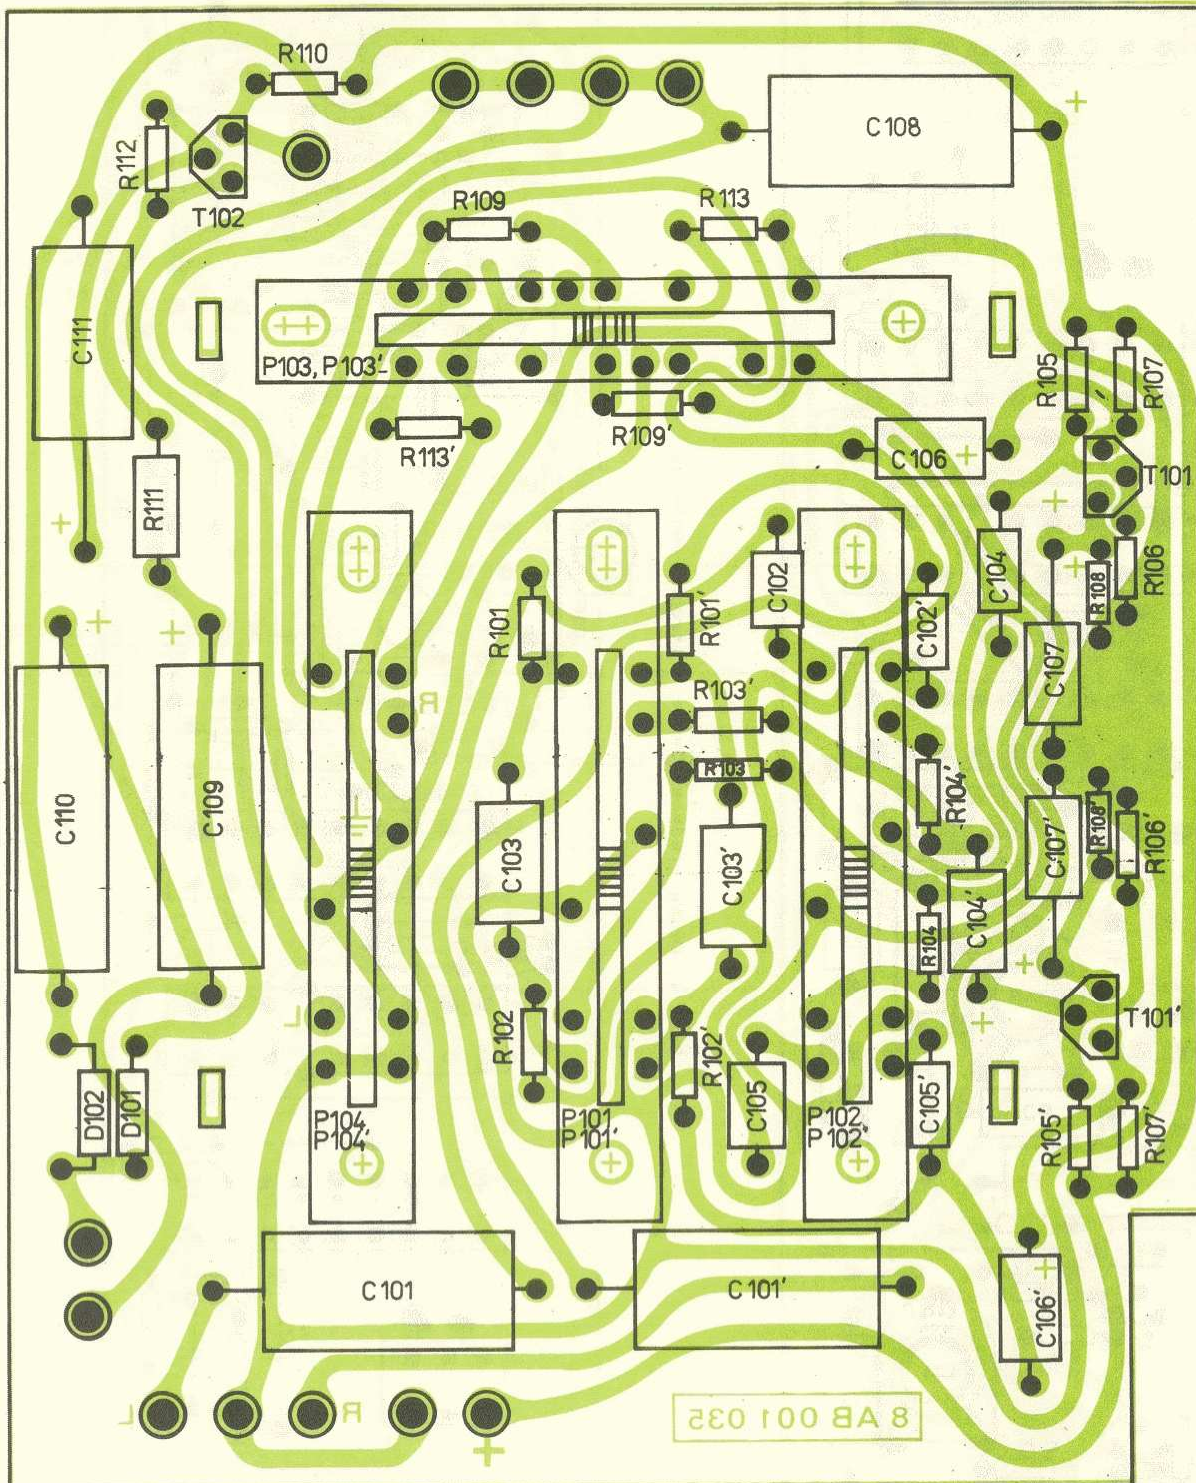 R110
+
C108
R112
T102
R109
R113
C111
P103, P103'
R105
R107
R109'
R113'
C106
+
T101
R111
+
+
C104
R106
+
R108
C102
R101
R101'
C102'
+
+
C107
R103'
R
R103
C110
C109
R104'
C107'
R108'
R106'
C103
C103'
C104'
R104
+
L
+
T101'
R102
R102'
D102
D101
C105
C105'
R105'
R107'
P104
P104'
P101
P101'
P102
P102'
C101
C101'
+
C106'
L
R
+
8 AB 001 035